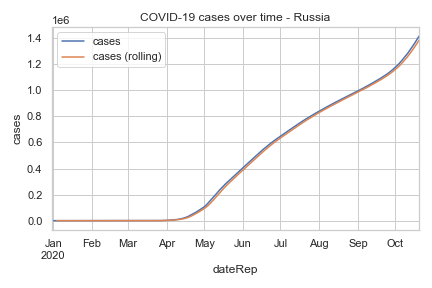 COVID-19 cases over time - Russia
1e6
cases
cases (rolling)
1.4
1.2
1.0
0.8
0.6
0.4
0.2
0.0
cases
Jan Feb Mar Apr May Jun Jul Aug Sep Oct
2020
dateRep